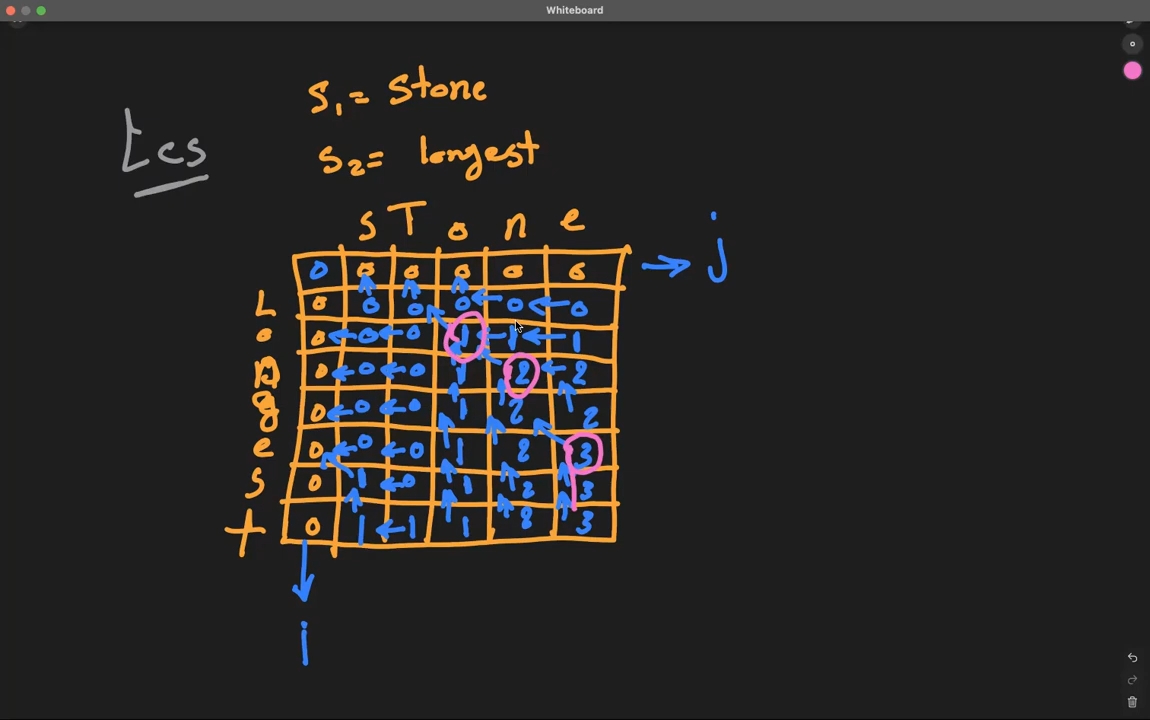 Whiteboard
S1 = Stone
Lcs
S2 = longest
S T o n e
0 0 0 0 0 0 → j
L 0 0 0 0 0 0
o 0 ← 0 ← 0 1 ← 1 ← 1
n 0 ← 0 ← 0 1 2 ← 2
g 0 ← 0 ← 0 1 2 2
e 0 ← 0 ← 0 1 2 3
s 0 1 ← 0 1 2 3
t 0 1 ← 1 1 2 3
i